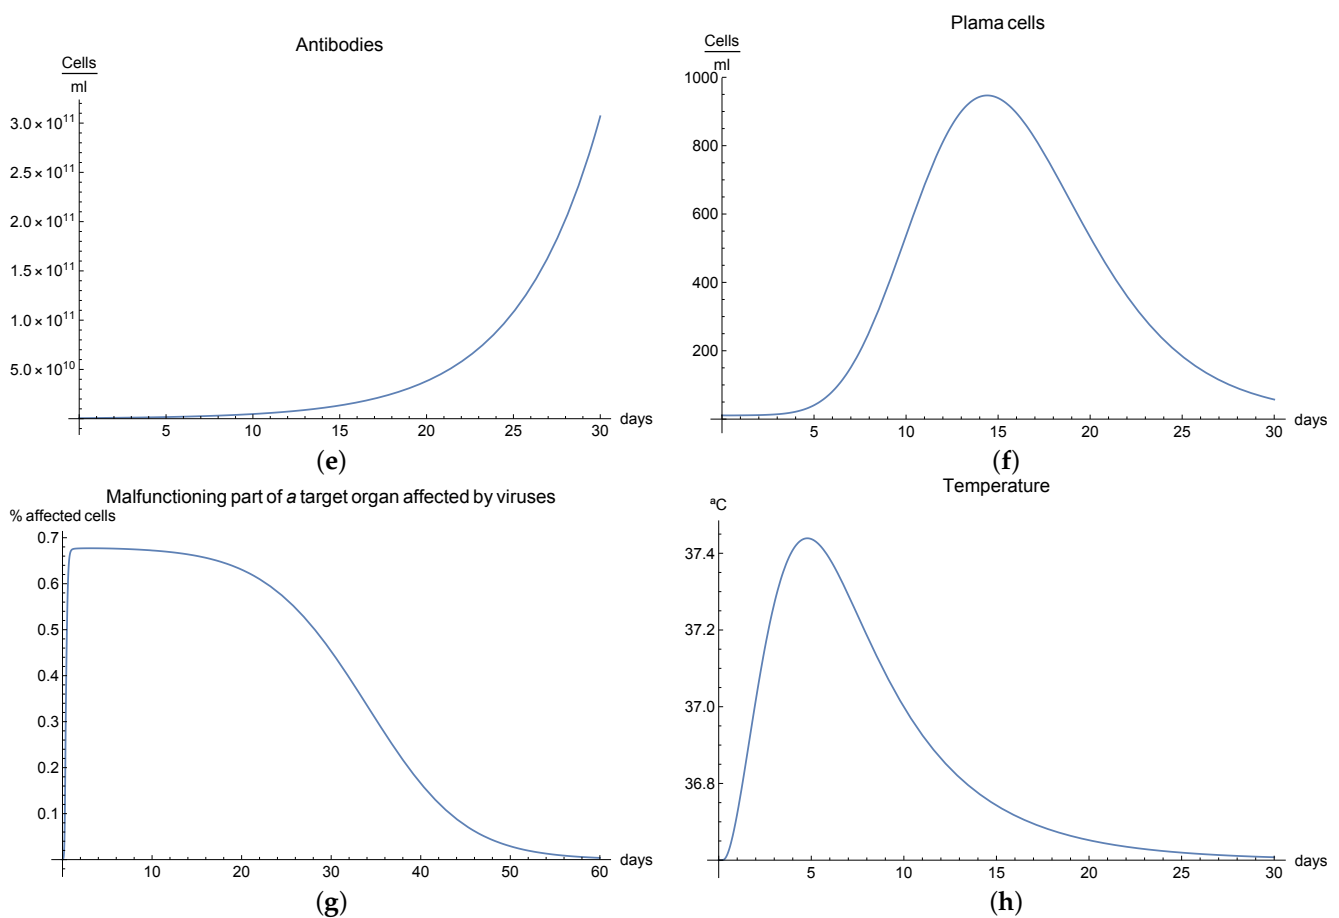 Antibodies
Cells
ml
3.0 × 10¹¹
2.5 × 10¹¹
2.0 × 10¹¹
1.5 × 10¹¹
1.0 × 10¹¹
5.0 × 10¹⁰
5 10 15 20 25 30 days
(e)
Plama cells
Cells
ml
1000
800
600
400
200
5 10 15 20 25 30 days
(f)
Malfunctioning part of a target organ affected by viruses
% affected cells
0.7
0.6
0.5
0.4
0.3
0.2
0.1
10 20 30 40 50 60 days
(g)
Temperature
ªC
37.4
37.2
37.0
36.8
5 10 15 20 25 30 days
(h)